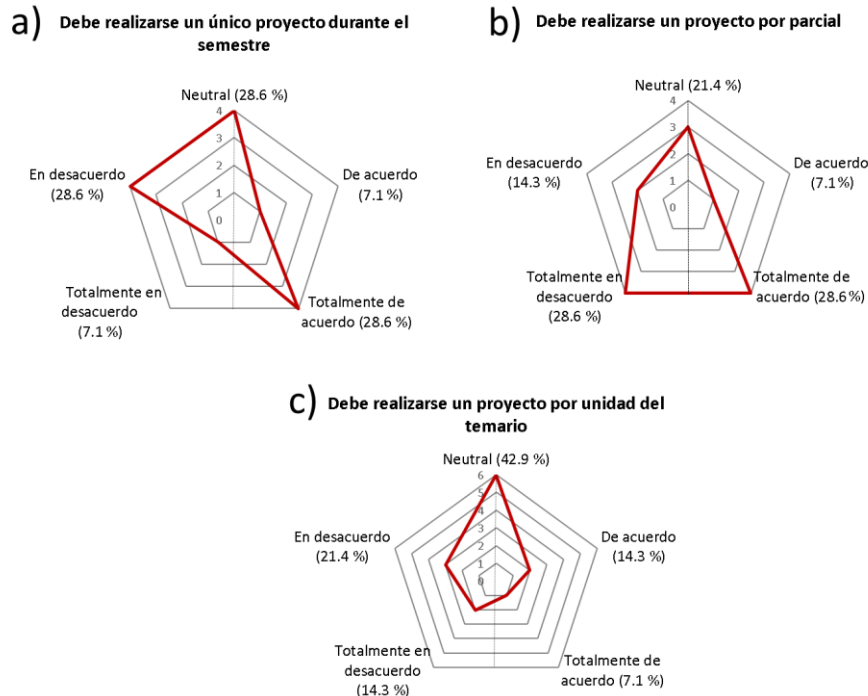 a)
Debe realizarse un único proyecto durante el
semestre
Neutral (28.6 %)
4
3
2
1
0
De acuerdo
(7.1 %)
Totalmente de
acuerdo (28.6 %)
Totalmente en
desacuerdo
(7.1 %)
En desacuerdo
(28.6 %)
b)
Debe realizarse un proyecto por parcial
Neutral (21.4 %)
4
3
2
1
0
De acuerdo
(7.1 %)
Totalmente de
acuerdo (28.6 %)
Totalmente en
desacuerdo
(28.6 %)
En desacuerdo
(14.3 %)
c)
Debe realizarse un proyecto por unidad del
temario
Neutral (42.9 %)
6
5
4
3
2
1
0
De acuerdo
(14.3 %)
Totalmente de
acuerdo (7.1 %)
Totalmente en
desacuerdo
(14.3 %)
En desacuerdo
(21.4 %)